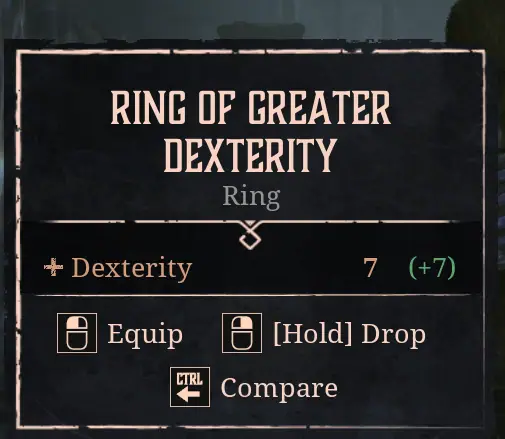 RING OF GREATER
DEXTERITY
Ring
Dexterity 7 (+7)
Equip [Hold] Drop
CTRL Compare